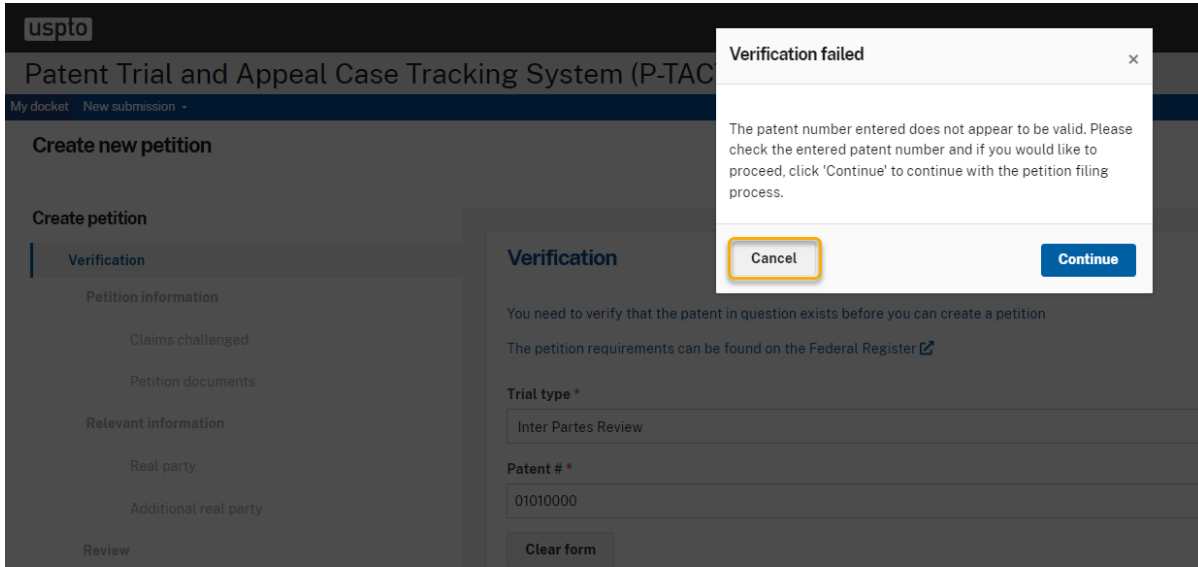 uspto
Patent Trial and Appeal Case Tracking System (P-TAC
My docket New submission
Create new petition
Create petition
Verification
Petition information
Claims challenged
Petition documents
Relevant information
Real party
Additional real party
Review
Verification
You need to verify that the patent in question exists before you can create a petition
The petition requirements can be found on the Federal Register
Trial type *
Inter Partes Review
Patent # *
01010000
Clear form
Verification failed
×
The patent number entered does not appear to be valid. Please
check the entered patent number and if you would like to
proceed, click 'Continue' to continue with the petition filing
process.
Cancel
Continue